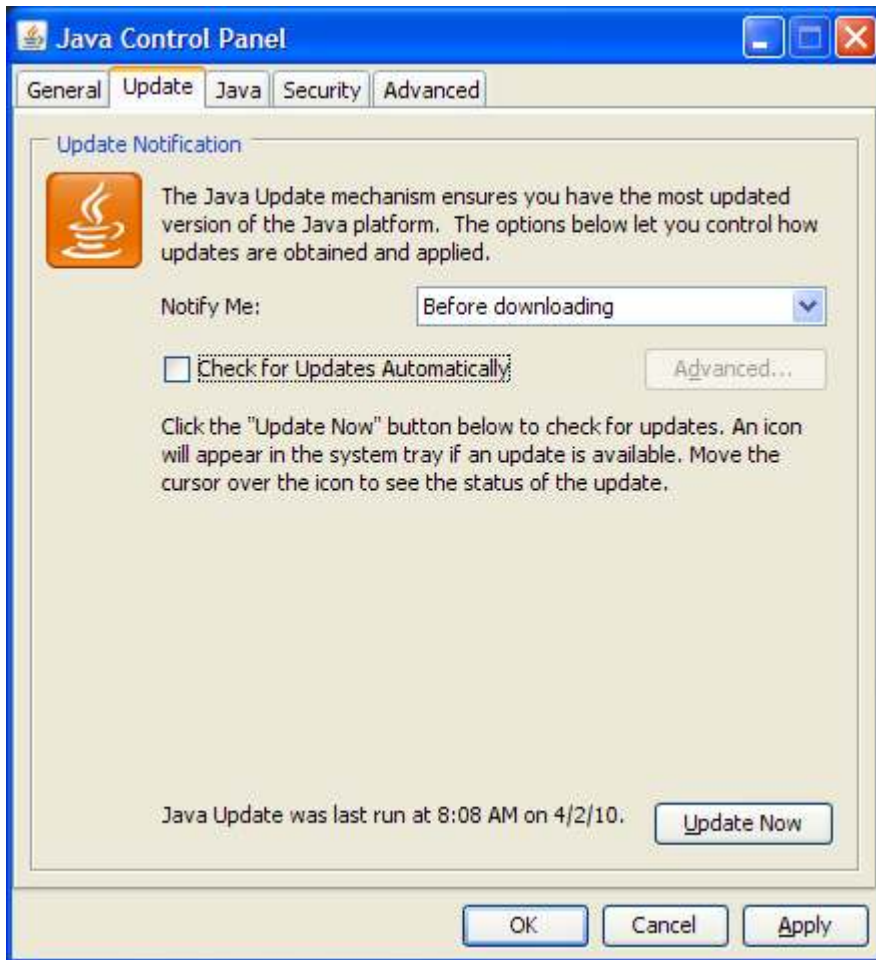 Java Control Panel
General Update Java Security Advanced
Update Notification
The Java Update mechanism ensures you have the most updated
version of the Java platform. The options below let you control how
updates are obtained and applied.
Notify Me: Before downloading
Check for Updates Automatically Advanced...
Click the "Update Now" button below to check for updates. An icon
will appear in the system tray if an update is available. Move the
cursor over the icon to see the status of the update.
Java Update was last run at 8:08 AM on 4/2/10. Update Now
OK Cancel Apply